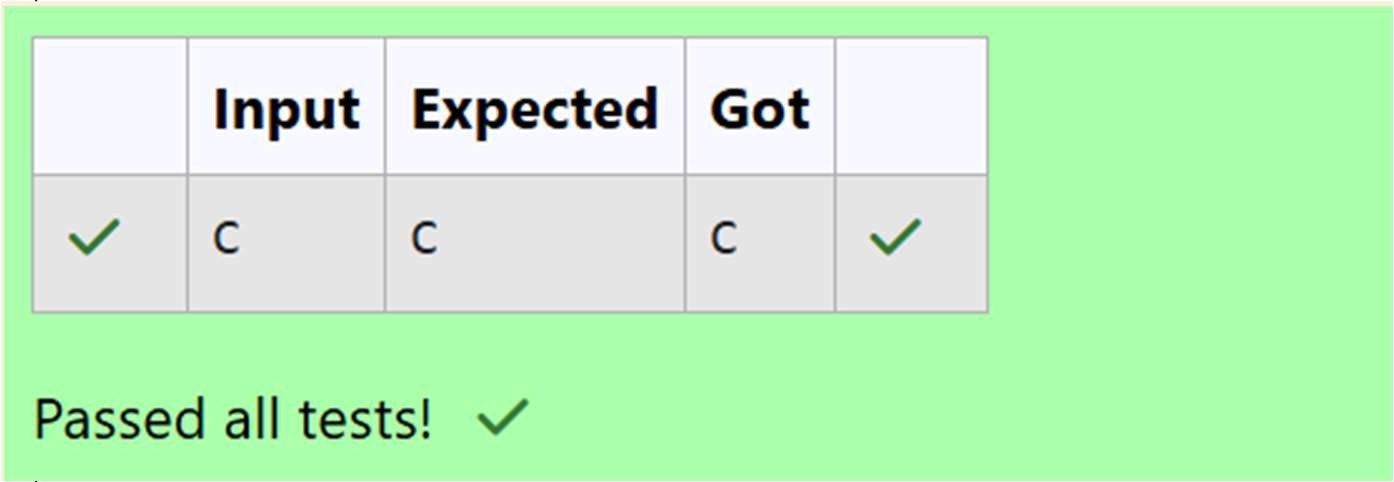 Input Expected Got
C C C
Passed all tests!